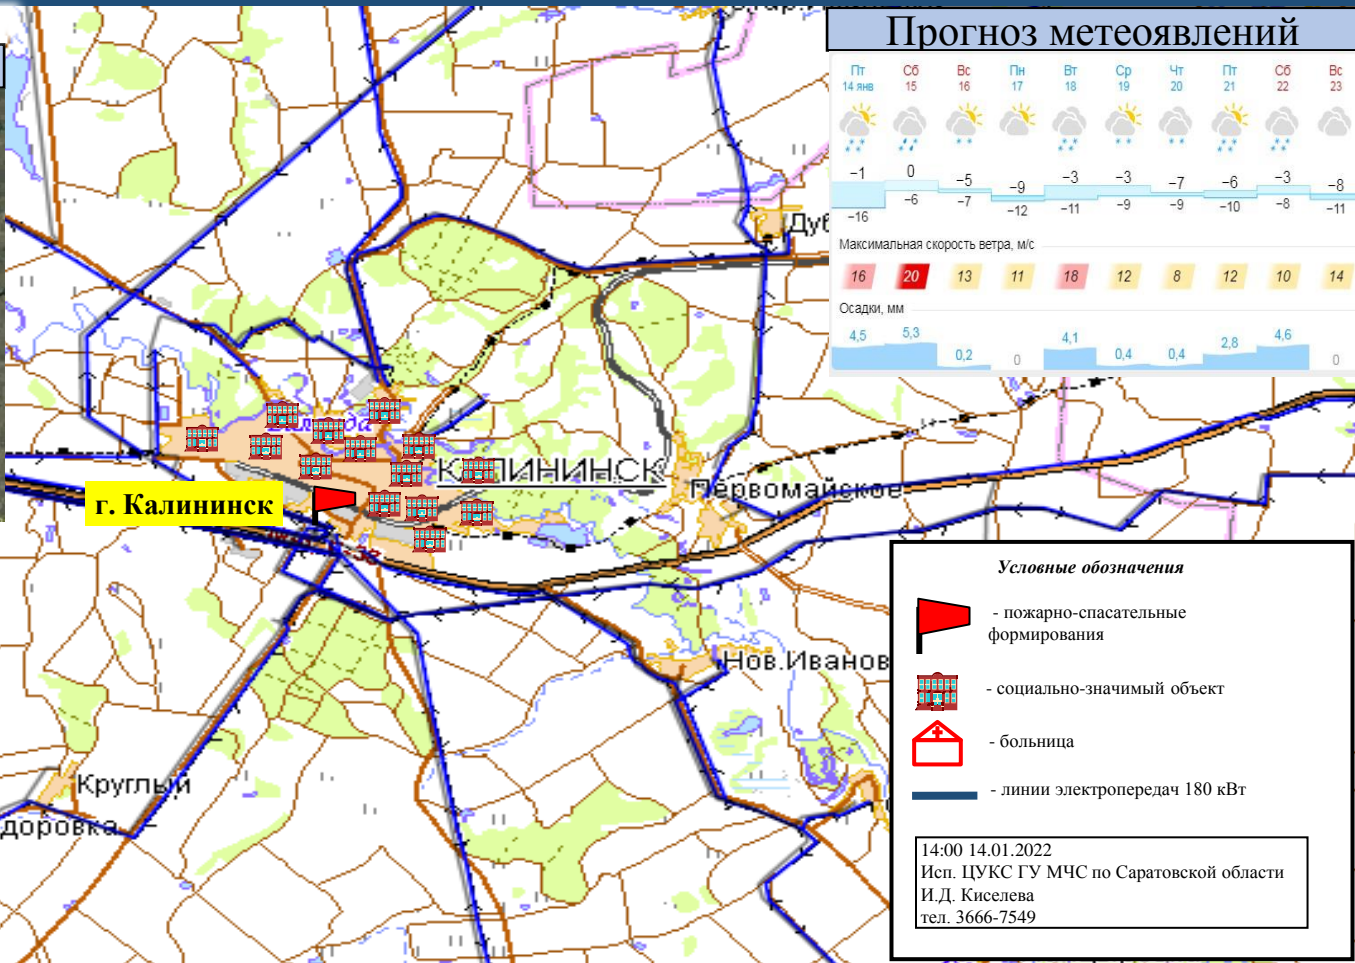 Прогноз метеоявлений
Пт Сб Вс Пн Вт Ср Чт Пт Сб Вс
14 янв 15 16 17 18 19 20 21 22 23
−1 0 −5 −9 −3 −3 −7 −6 −3 −8
−16 −6 −7 −12 −11 −9 −9 −10 −8 −11
Максимальная скорость ветра, м/с
16 20 13 11 18 12 8 12 10 14
Осадки, мм
4,5 5,3 0,2 0 4,1 0,4 0,4 2,8 4,6 0
Дуб
КАЛИНИНСК
Первомайское
г. Калининск
Нов.Иванов
Круглый
доровка
Условные обозначения
- пожарно-спасательные
формирования
- социально-значимый объект
- больница
- линии электропередач 180 кВт
14:00 14.01.2022
Исп. ЦУКС ГУ МЧС по Саратовской области
И.Д. Киселева
тел. 3666-7549